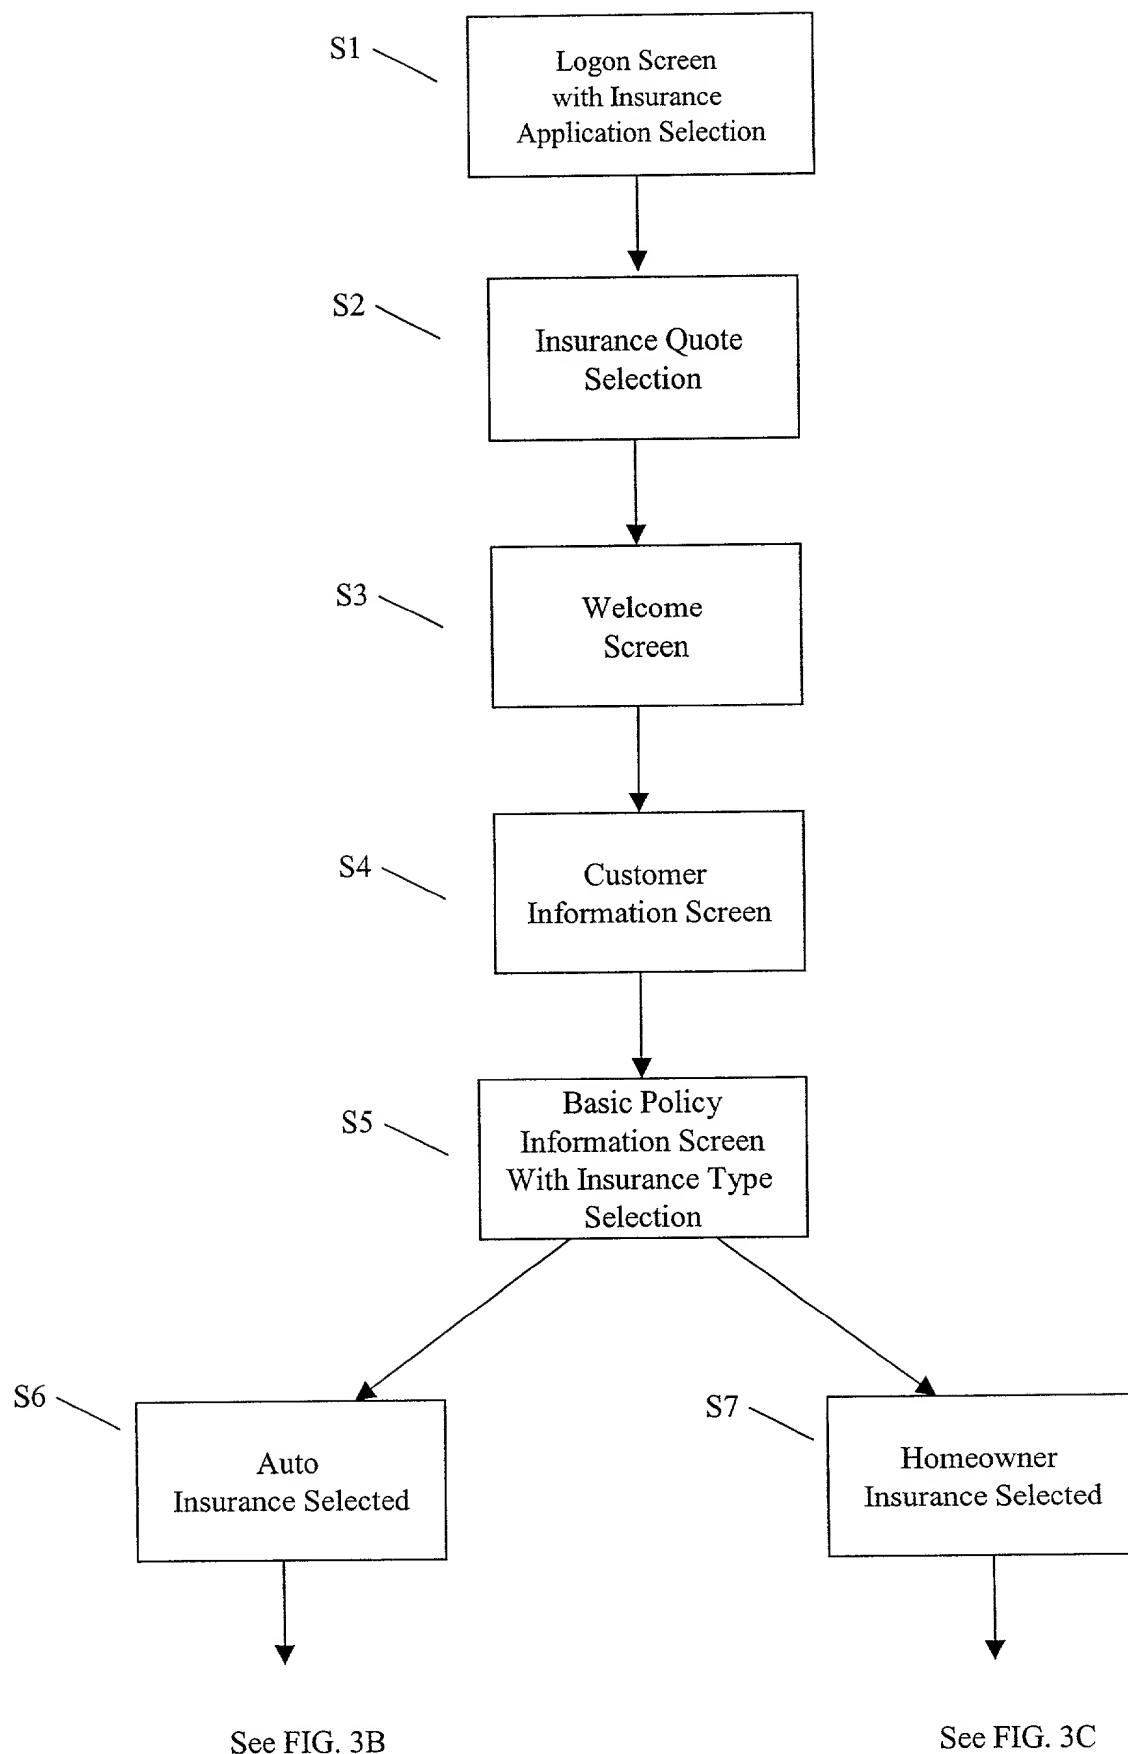 S1
Logon Screen
with Insurance
Application Selection
S2
Insurance Quote
Selection
S3
Welcome
Screen
S4
Customer
Information Screen
S5
Basic Policy
Information Screen
With Insurance Type
Selection
S6
Auto
Insurance Selected
S7
Homeowner
Insurance Selected
See FIG. 3B
See FIG. 3C